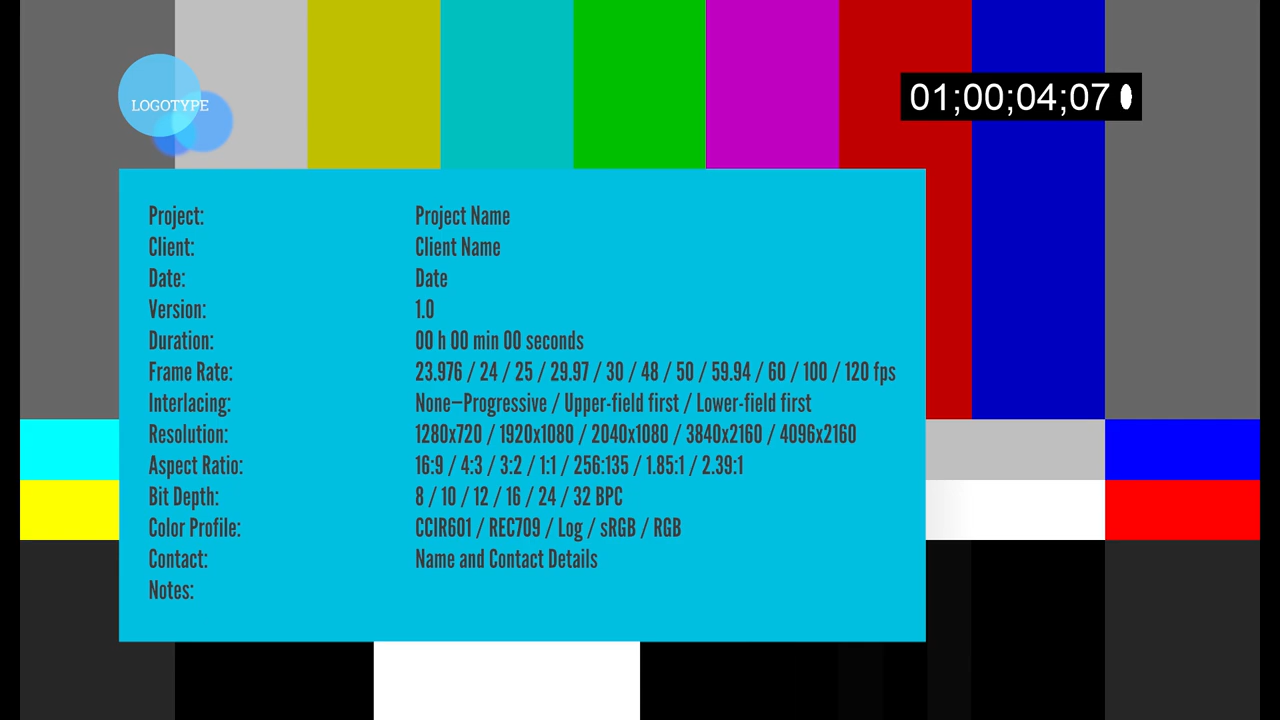 LOGOTYPE
01;00;04;07
Project: Project Name
Client: Client Name
Date: Date
Version: 1.0
Duration: 00 h 00 min 00 seconds
Frame Rate: 23.976 / 24 / 25 / 29.97 / 30 / 48 / 50 / 59.94 / 60 / 100 / 120 fps
Interlacing: None—Progressive / Upper-field first / Lower-field first
Resolution: 1280x720 / 1920x1080 / 2040x1080 / 3840x2160 / 4096x2160
Aspect Ratio: 16:9 / 4:3 / 3:2 / 1:1 / 256:135 / 1.85:1 / 2.39:1
Bit Depth: 8 / 10 / 12 / 16 / 24 / 32 BPC
Color Profile: CCIR601 / REC709 / Log / sRGB / RGB
Contact: Name and Contact Details
Notes: